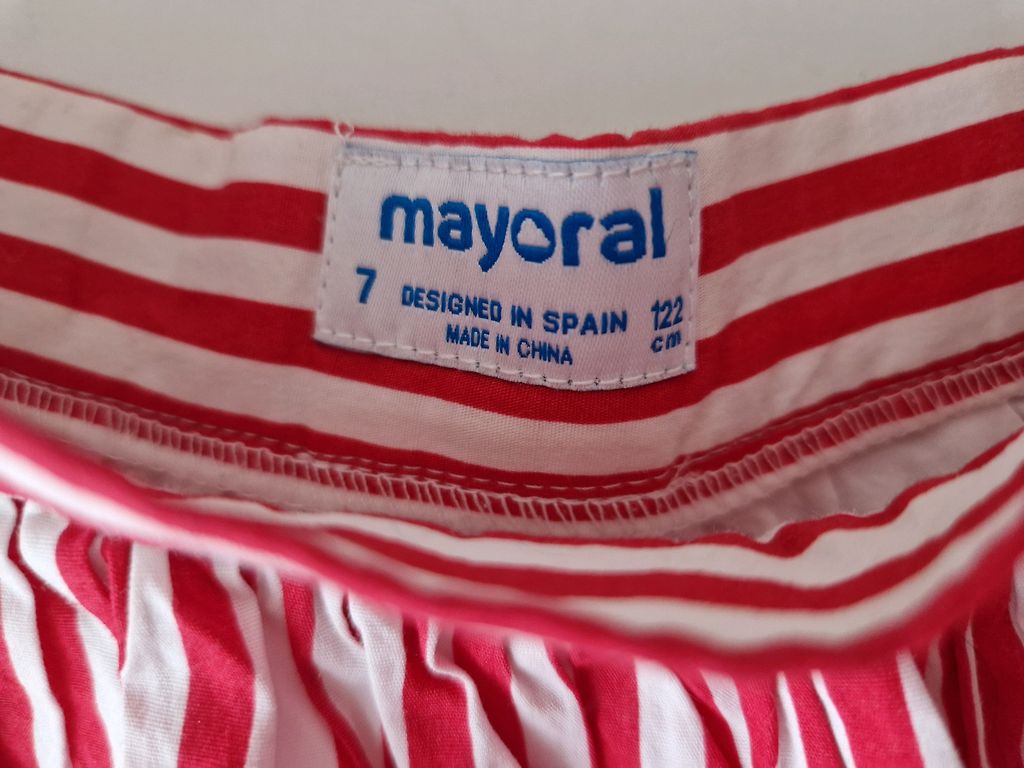 mayoral
7 DESIGNED IN SPAIN 122
MADE IN CHINA cm